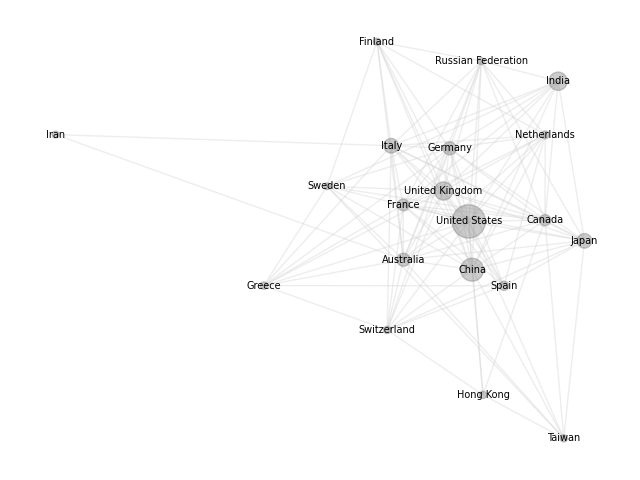 Finland
Russian Federation
India
Iran
Italy
Germany
Netherlands
Sweden
United Kingdom
France
United States
Canada
Japan
Australia
China
Greece
Spain
Switzerland
Hong Kong
Taiwan